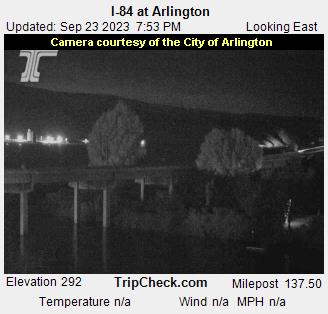 I-84 at Arlington
Updated: Sep 23 2023 7:53 PM Looking East
Camera courtesy of the City of Arlington
Elevation 292 TripCheck.com Milepost 137.50
Temperature n/a Wind n/a MPH n/a